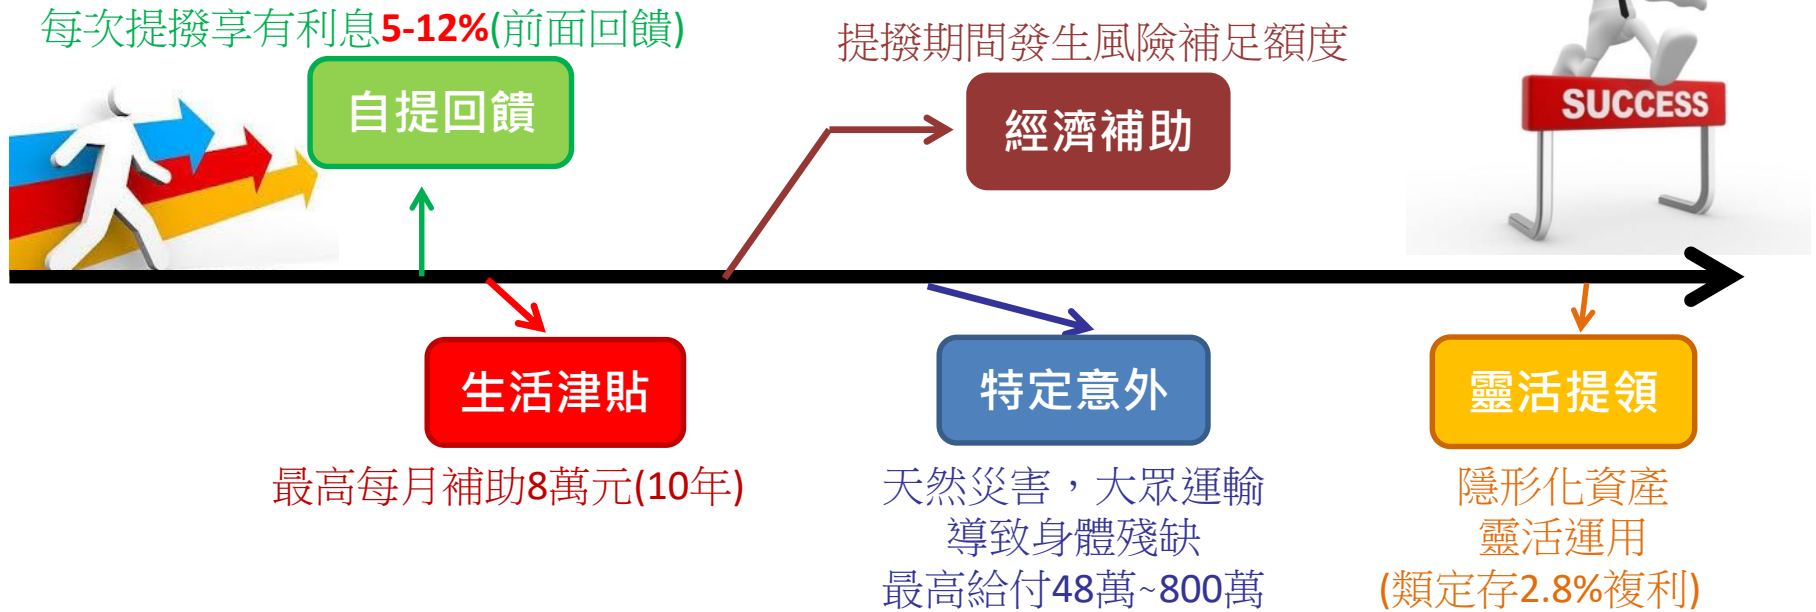 每次提撥享有利息5-12%(前面回饋)
提撥期間發生風險補足額度
自提回饋
經濟補助
SUCCESS
生活津貼
特定意外
靈活提領
最高每月補助8萬元(10年)
天然災害，大眾運輸
導致身體殘缺
最高給付48萬~800萬
隱形化資產
靈活運用
(類定存2.8%複利)